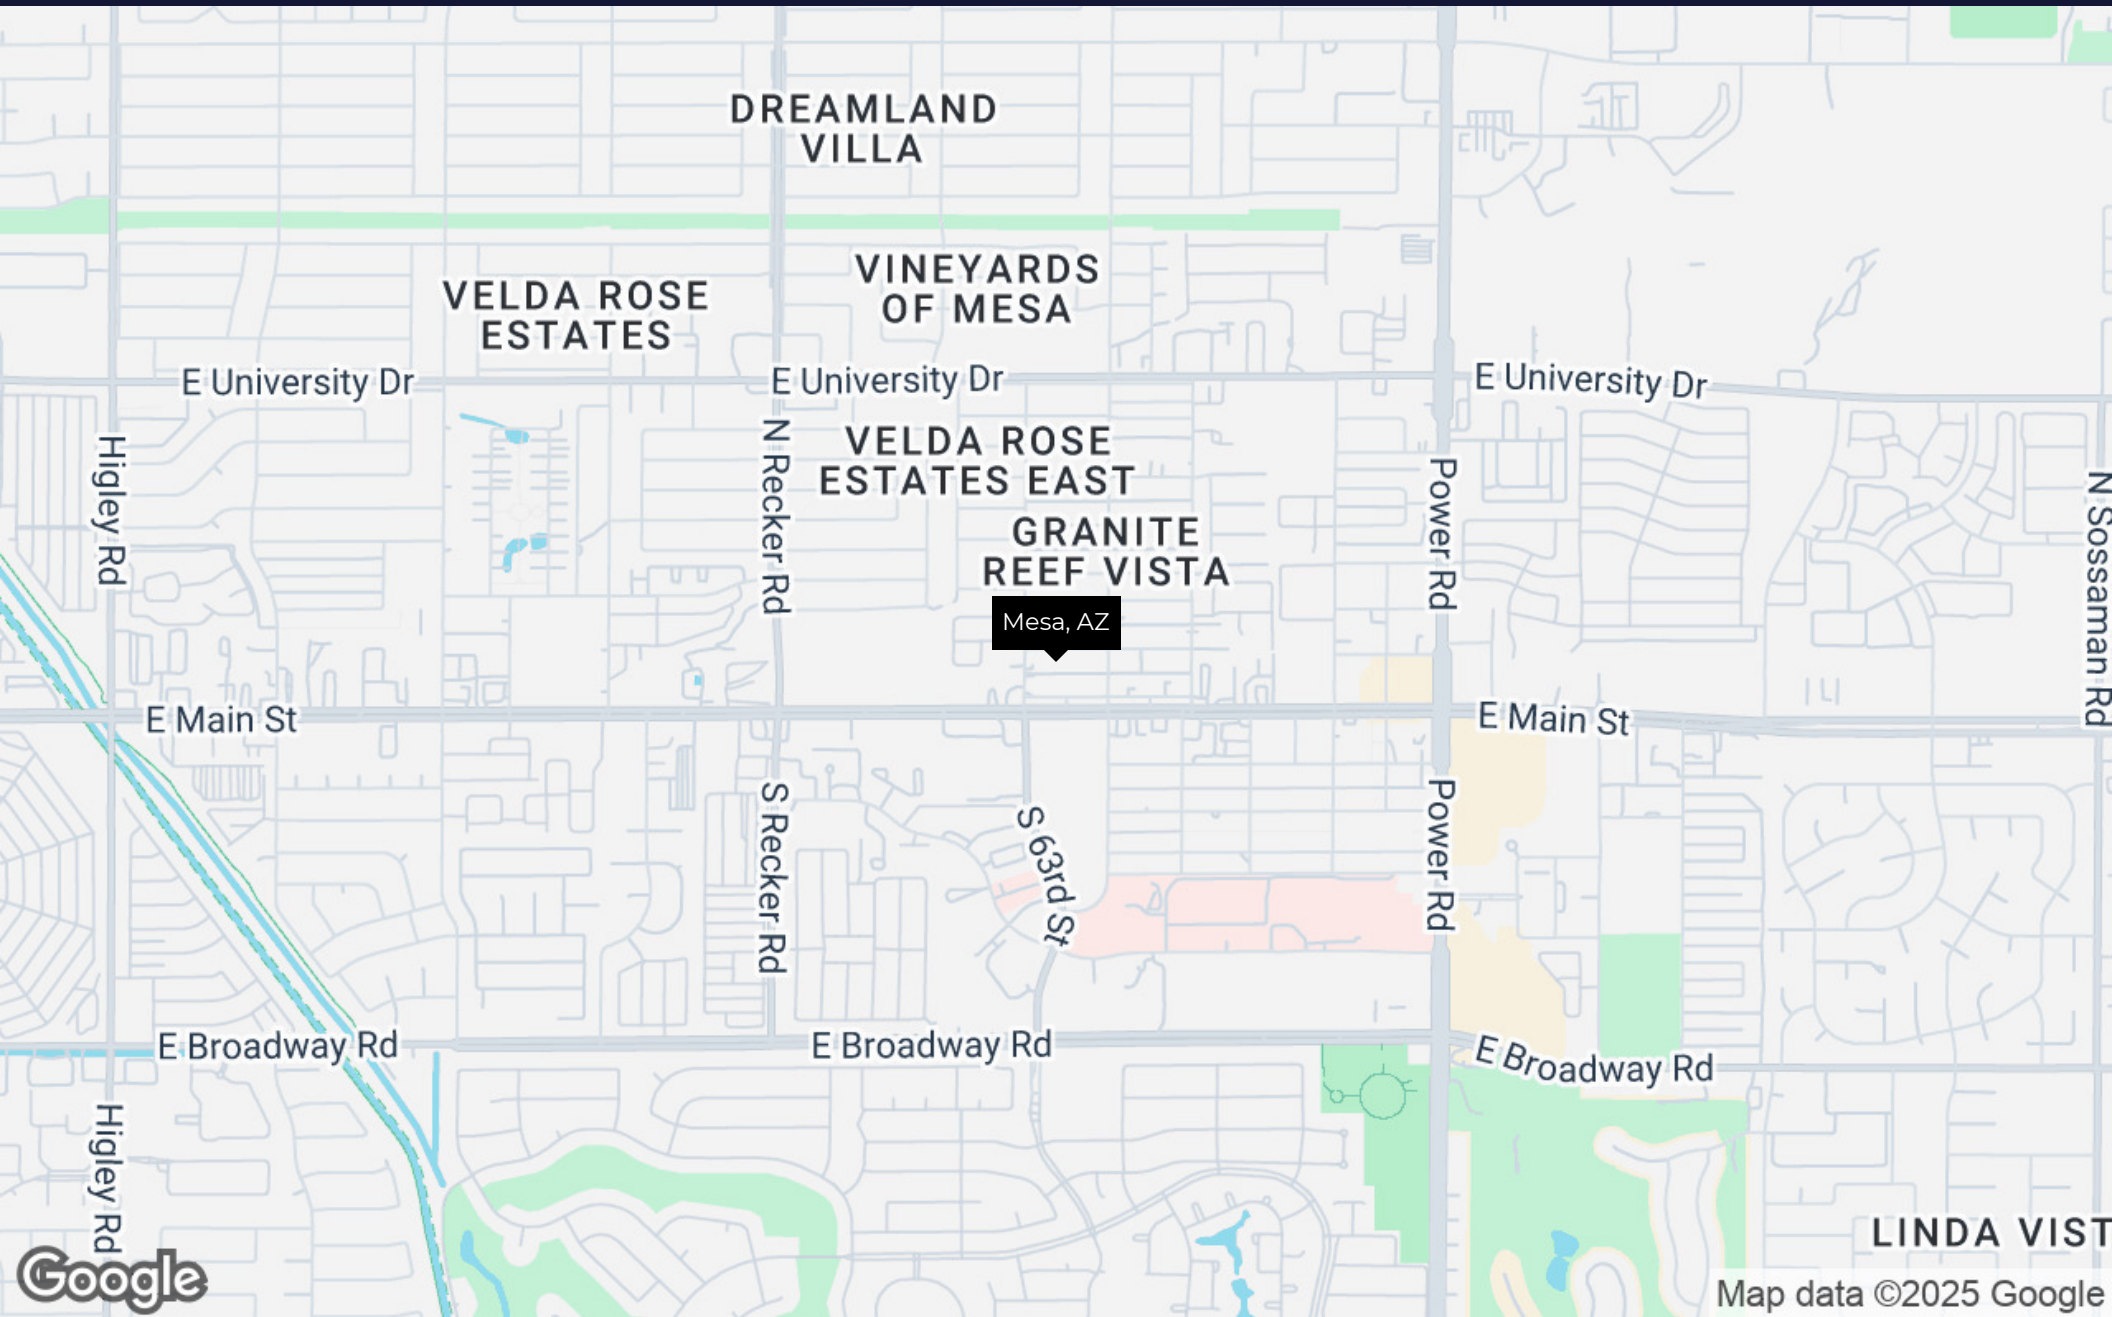 DREAMLAND
VILLA
VINEYARDS
OF MESA
VELDA ROSE
ESTATES
E University Dr
E University Dr
E University Dr
Higley Rd
N Recker Rd
VELDA ROSE
ESTATES EAST
Power Rd
N Sossaman Rd
GRANITE
REEF VISTA
Mesa, AZ
E Main St
E Main St
S Recker Rd
S 63rd St
Power Rd
E Broadway Rd
E Broadway Rd
E Broadway Rd
Higley Rd
LINDA VIST
Google
Map data ©2025 Google